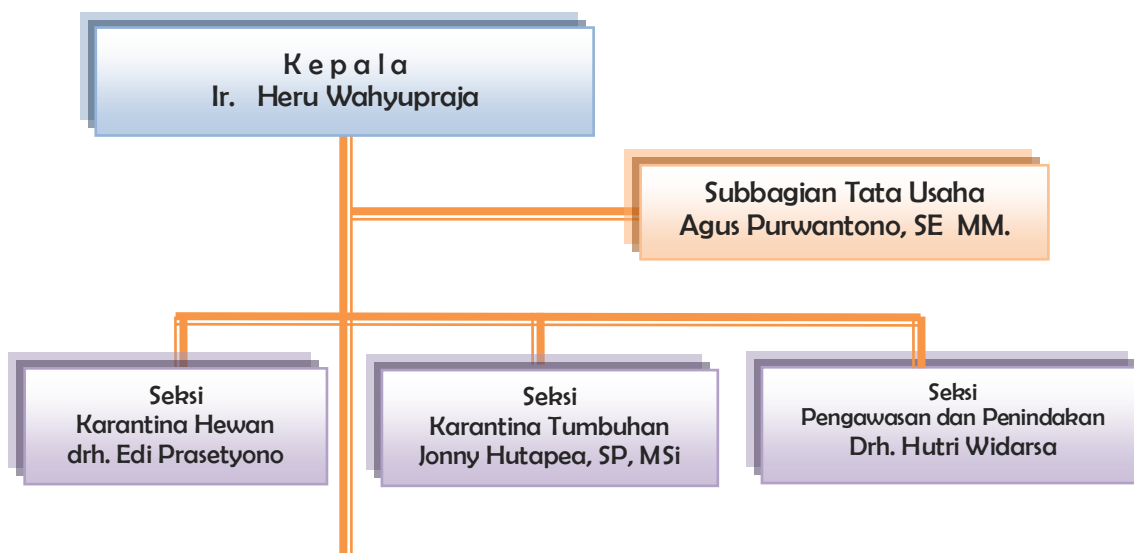 Kepala
Ir. Heru Wahyupraja
Subbagian Tata Usaha
Agus Purwantono, SE MM.
Seksi
Karantina Hewan
drh. Edi Prasetyono
Seksi
Karantina Tumbuhan
Jonny Hutapea, SP, MSi
Seksi
Pengawasan dan Penindakan
Drh. Hutri Widarsa